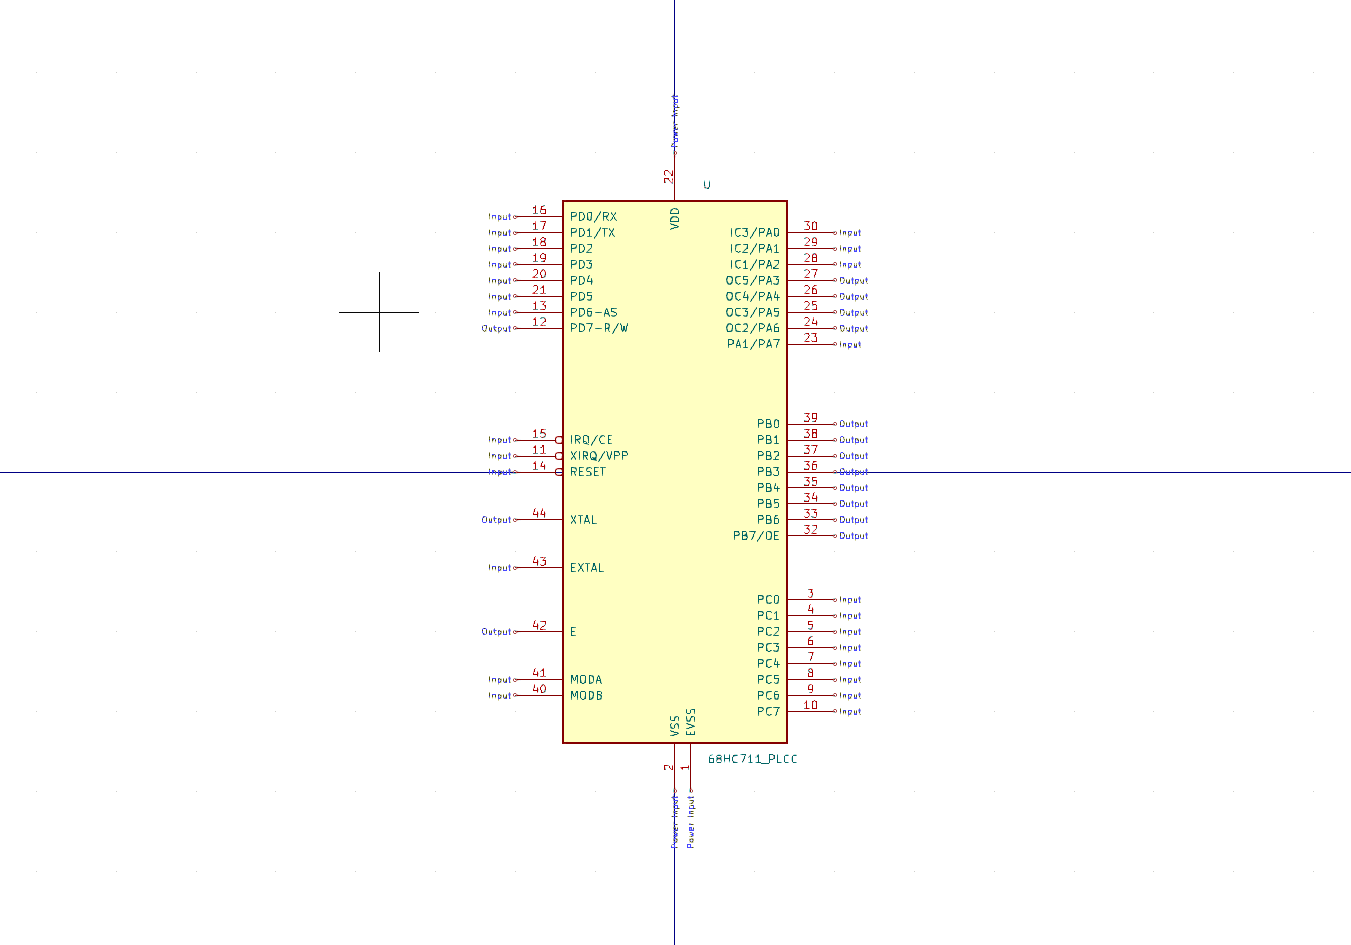 Power Input
22
U
VDD
Input 16 PD0/RX
Input 17 PD1/TX
IC3/PA0 30 Input
Input 18 PD2
IC2/PA1 29 Input
Input 19 PD3
IC1/PA2 28 Input
Input 20 PD4
OC5/PA3 27 Output
Input 21 PD5
OC4/PA4 26 Output
Input 13 PD6-AS
OC3/PA5 25 Output
Output 12 PD7-R/W
OC2/PA6 24 Output
PA1/PA7 23 Input
PB0 39 Output
Input 15 IRQ/CE
PB1 38 Output
Input 11 XIRQ/VPP
PB2 37 Output
Input 14 RESET
PB3 36 Output
PB4 35 Output
PB5 34 Output
Output 44 XTAL
PB6 33 Output
PB7/OE 32 Output
Input 43 EXTAL
PC0 3 Input
PC1 4 Input
Output 42 E
PC2 5 Input
PC3 6 Input
PC4 7 Input
Input 41 MODA
PC5 8 Input
Input 40 MODB
PC6 9 Input
PC7 10 Input
VSS
EVSS
68HC711_PLCC
2
1
Power Input
Power Input